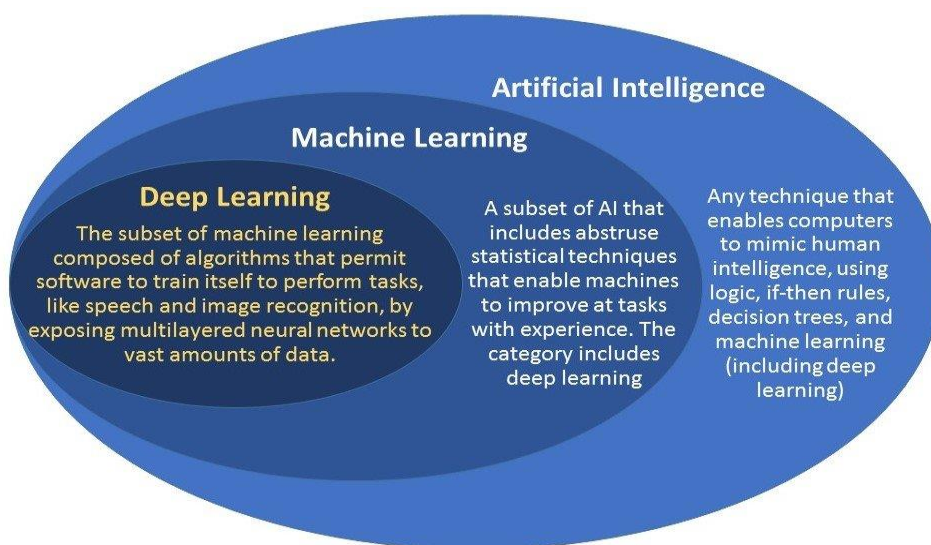 Artificial Intelligence
Machine Learning
Deep Learning
The subset of machine learning
composed of algorithms that permit
software to train itself to perform tasks,
like speech and image recognition, by
exposing multilayered neural networks to
vast amounts of data.
A subset of AI that
includes abstruse
statistical techniques
that enable machines
to improve at tasks
with experience. The
category includes
deep learning
Any technique that
enables computers
to mimic human
intelligence, using
logic, if-then rules,
decision trees, and
machine learning
(including deep
learning)